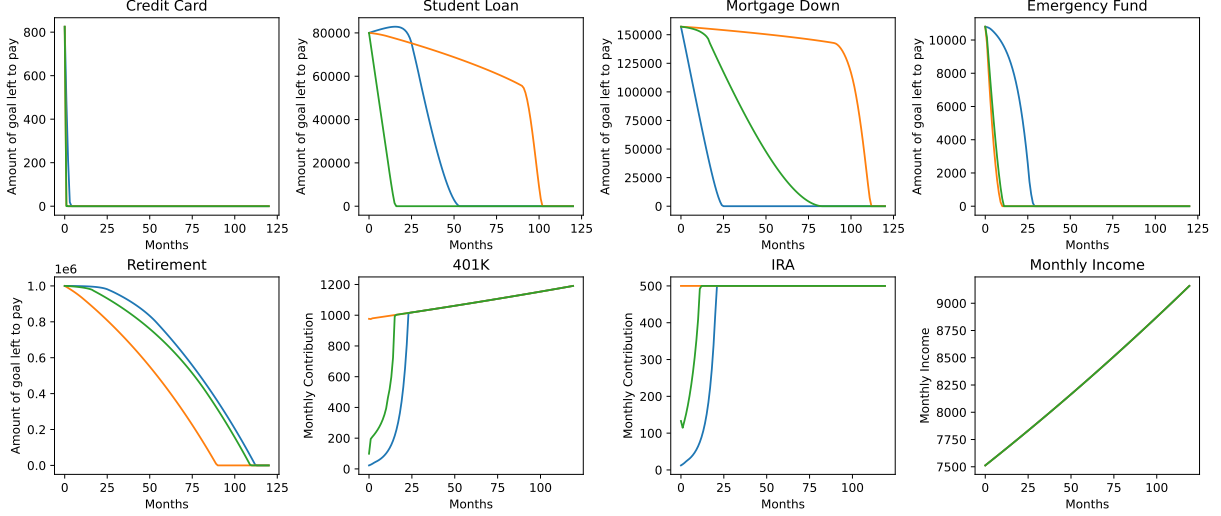 Credit Card
Amount of goal left to pay
800
600
400
200
0
0 25 50 75 100 125
Months
Student Loan
Amount of goal left to pay
80000
60000
40000
20000
0
0 25 50 75 100 125
Months
Mortgage Down
Amount of goal left to pay
150000
125000
100000
75000
50000
25000
0
0 25 50 75 100 125
Months
Emergency Fund
Amount of goal left to pay
10000
8000
6000
4000
2000
0
0 25 50 75 100 125
Months
Retirement
1e6
Amount of goal left to pay
1.0
0.8
0.6
0.4
0.2
0.0
0 25 50 75 100 125
Months
401K
Monthly Contribution
1200
1000
800
600
400
200
0
0 25 50 75 100
Months
IRA
Monthly Contribution
500
400
300
200
100
0
0 25 50 75 100
Months
Monthly Income
Monthly Income
9000
8750
8500
8250
8000
7750
7500
0 25 50 75 100
Months